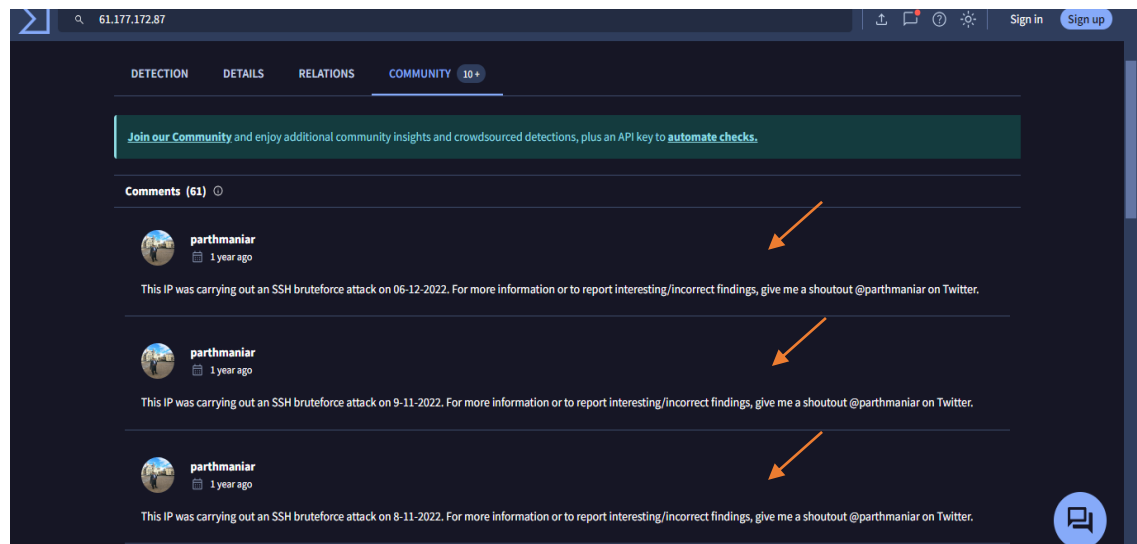 61.177.172.87
Sign in
Sign up
DETECTION
DETAILS
RELATIONS
COMMUNITY 10+
Join our Community and enjoy additional community insights and crowdsourced detections, plus an API key to automate checks.
Comments (61)
parthmaniar
1 year ago
This IP was carrying out an SSH bruteforce attack on 06-12-2022. For more information or to report interesting/incorrect findings, give me a shoutout @parthmaniar on Twitter.
parthmaniar
1 year ago
This IP was carrying out an SSH bruteforce attack on 9-11-2022. For more information or to report interesting/incorrect findings, give me a shoutout @parthmaniar on Twitter.
parthmaniar
1 year ago
This IP was carrying out an SSH bruteforce attack on 8-11-2022. For more information or to report interesting/incorrect findings, give me a shoutout @parthmaniar on Twitter.